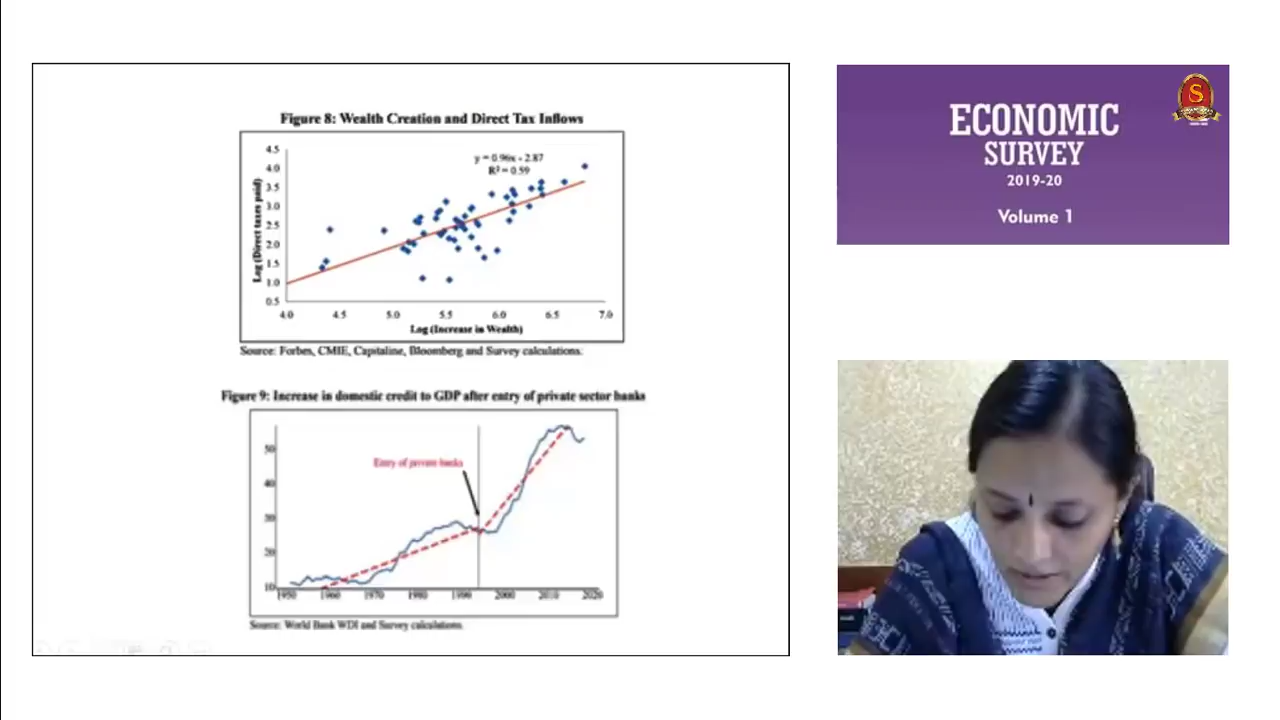 Figure 8: Wealth Creation and Direct Tax Inflows
y = 0.96x - 2.87
R² = 0.59
Log (Direct taxes paid)
4.5
4.0
3.5
3.0
2.5
2.0
1.5
1.0
0.5
4.0 4.5 5.0 5.5 6.0 6.5 7.0
Log (Increase in Wealth)
Source: Forbes, CMIE, Capitaline, Bloomberg and Survey calculations.
Figure 9: Increase in domestic credit to GDP after entry of private sector banks
Entry of private banks
50
40
30
20
10
1950 1960 1970 1980 1990 2000 2010 2020
Source: World Bank WDI and Survey calculations.
ECONOMIC
SURVEY
2019-20
Volume 1
S